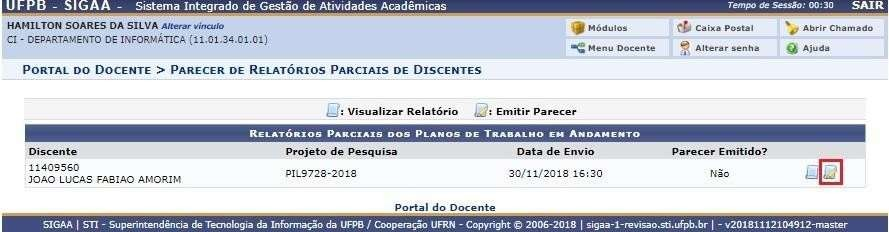 UFPB - SIGAA - Sistema Integrado de Gestão de Atividades Acadêmicas Tempo de Sessão: 00:30 SAIR
HAMILTON SOARES DA SILVA Alterar vínculo Módulos Caixa Postal Abrir Chamado
CI - DEPARTAMENTO DE INFORMÁTICA (11.01.34.01.01) Menu Docente Alterar senha Ajuda
PORTAL DO DOCENTE > PARECER DE RELATÓRIOS PARCIAIS DE DISCENTES
: Visualizar Relatório : Emitir Parecer
RELATÓRIOS PARCIAIS DOS PLANOS DE TRABALHO EM ANDAMENTO
Discente Projeto de Pesquisa Data de Envio Parecer Emitido?
11409560
JOAO LUCAS FABIAO AMORIM PIL9728-2018 30/11/2018 16:30 Não
Portal do Docente
SIGAA | STI - Superintendência de Tecnologia da Informação da UFPB / Cooperação UFRN - Copyright © 2006-2018 | sigaa-1-revisao.sti.ufpb.br | - v20181112104912-master